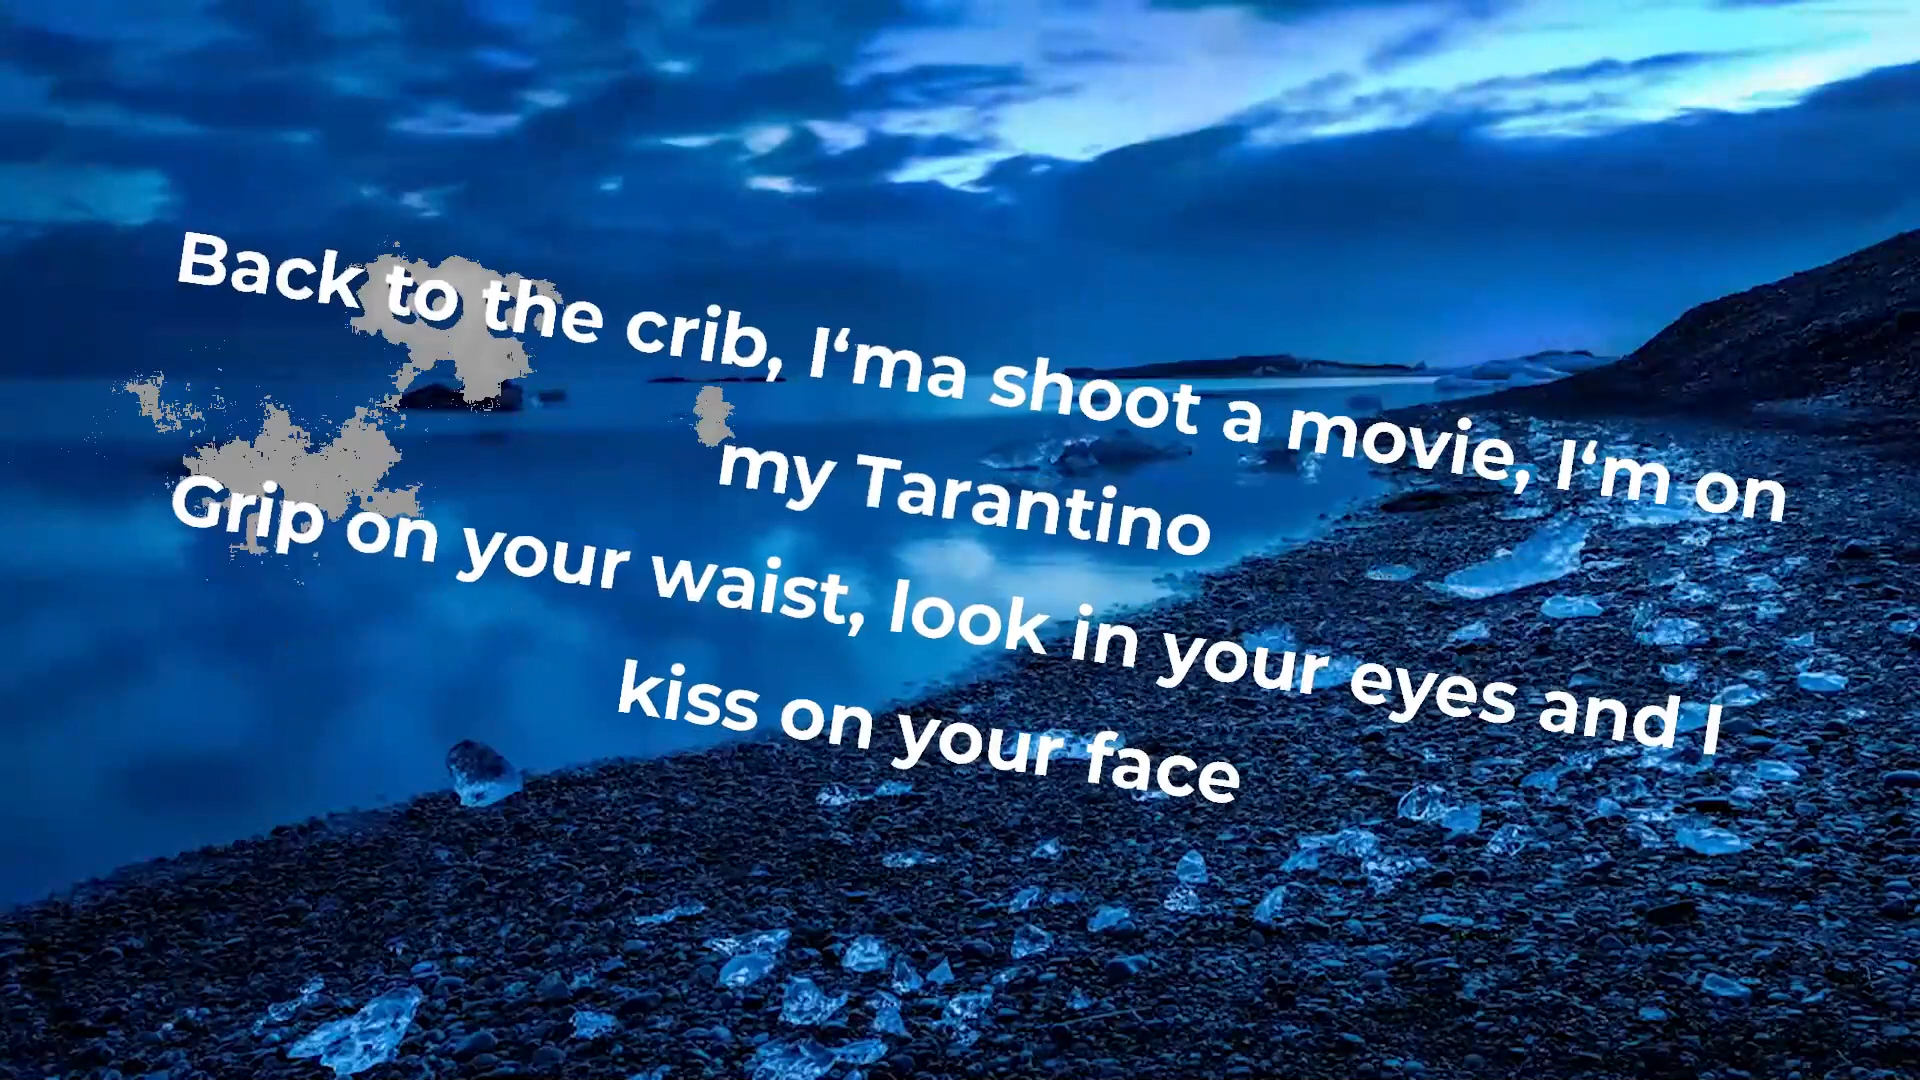 Back to the crib, I‘ma shoot a movie, I‘m on
my Tarantino
Grip on your waist, look in your eyes and I
kiss on your face